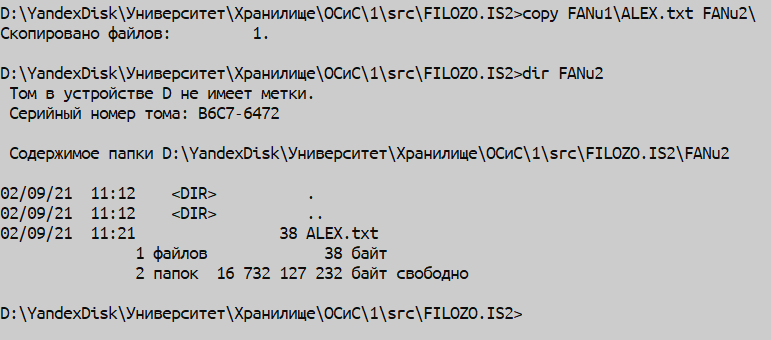 D:\YandexDisk\Университет\Хранилище\ОСиС\1\src\FILOZO.IS2>copy FANu1\ALEX.txt FANu2\
Скопировано файлов:         1.
D:\YandexDisk\Университет\Хранилище\ОСиС\1\src\FILOZO.IS2>dir FANu2
Том в устройстве D не имеет метки.
Серийный номер тома: B6C7-6472
Содержимое папки D:\YandexDisk\Университет\Хранилище\ОСиС\1\src\FILOZO.IS2\FANu2
02/09/21  11:12    <DIR>          .
02/09/21  11:12    <DIR>          ..
02/09/21  11:21                38 ALEX.txt
1 файлов             38 байт
2 папок  16 732 127 232 байт свободно
D:\YandexDisk\Университет\Хранилище\ОСиС\1\src\FILOZO.IS2>